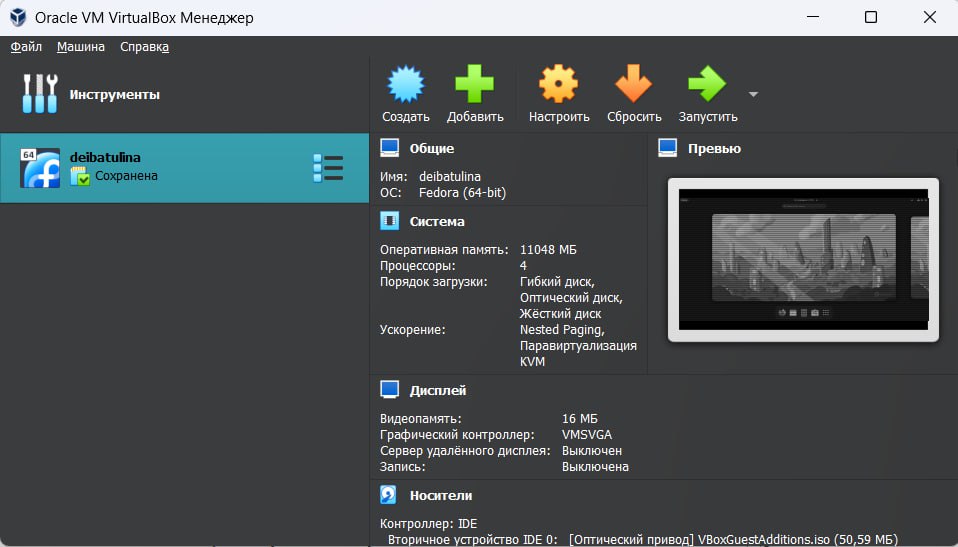 Oracle VM VirtualBox Менеджер
Файл Машина Справка
Инструменты
Создать Добавить Настроить Сбросить Запустить
64
deibatulina
Сохранена
Общие
Имя: deibatulina
ОС: Fedora (64-bit)
Превью
Система
Оперативная память: 11048 МБ
Процессоры: 4
Порядок загрузки: Гибкий диск,
Оптический диск,
Жёсткий диск
Ускорение: Nested Paging,
Паравиртуализация
KVM
Дисплей
Видеопамять: 16 МБ
Графический контроллер: VMSVGA
Сервер удалённого дисплея: Выключен
Запись: Выключена
Носители
Контроллер: IDE
Вторичное устройство IDE 0: [Оптический привод] VBoxGuestAdditions.iso (50,59 МБ)